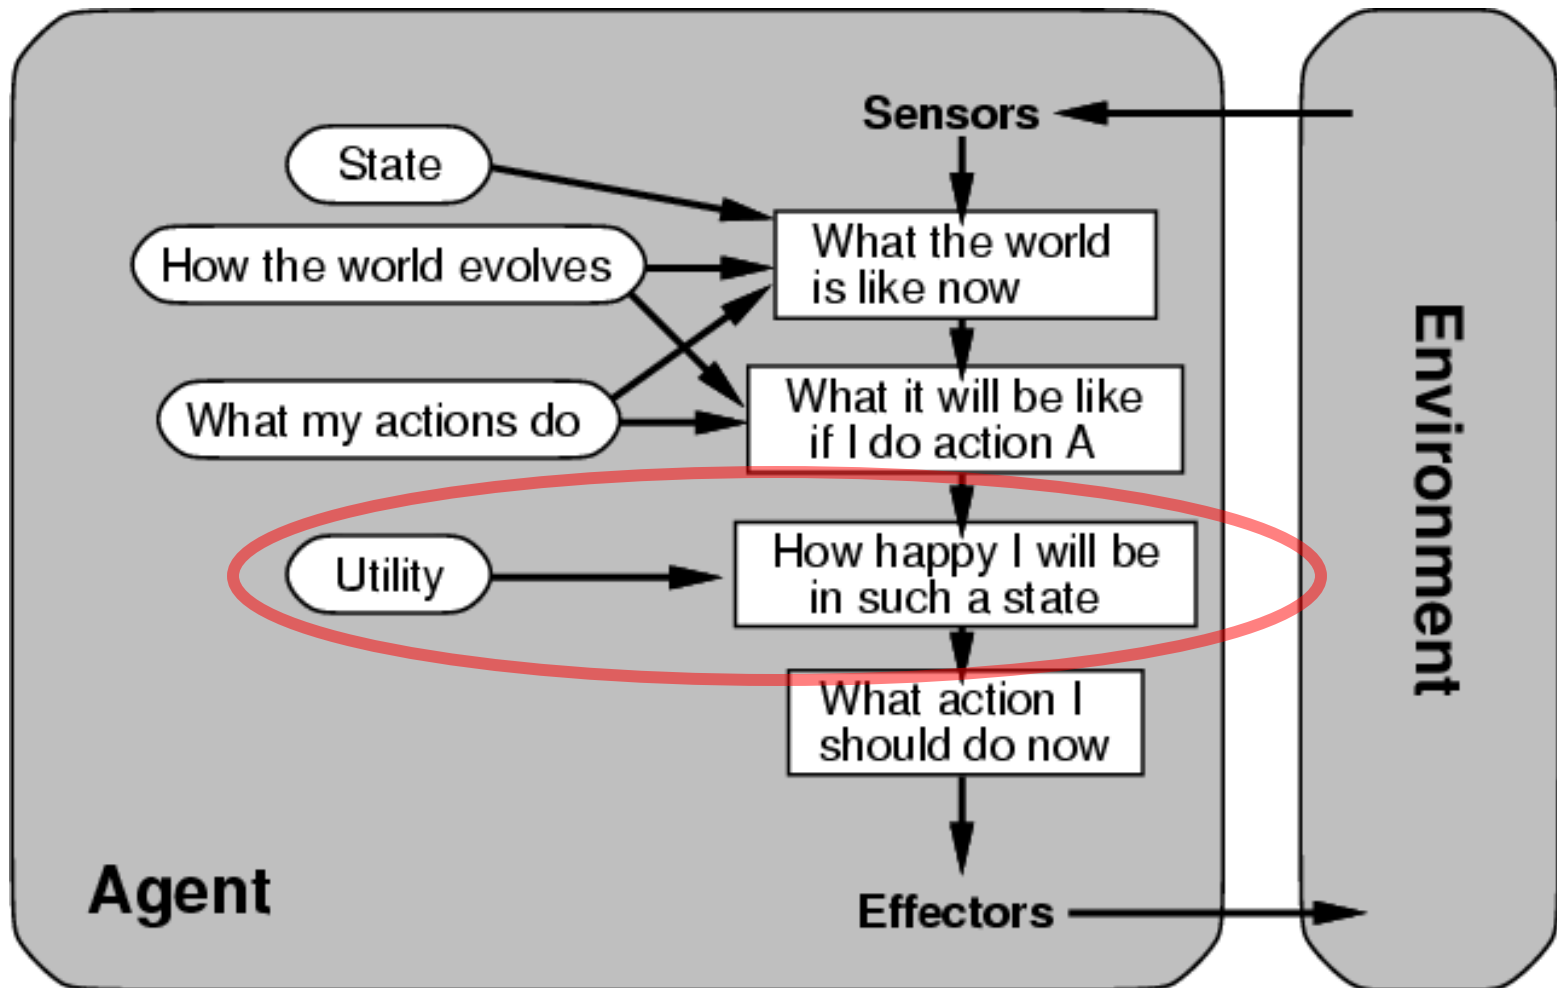 Sensors
State
What the world
is like now
How the world evolves
What it will be like
if I do action A
What my actions do
Utility
How happy I will be
in such a state
What action I
should do now
Agent
Effectors
Environment